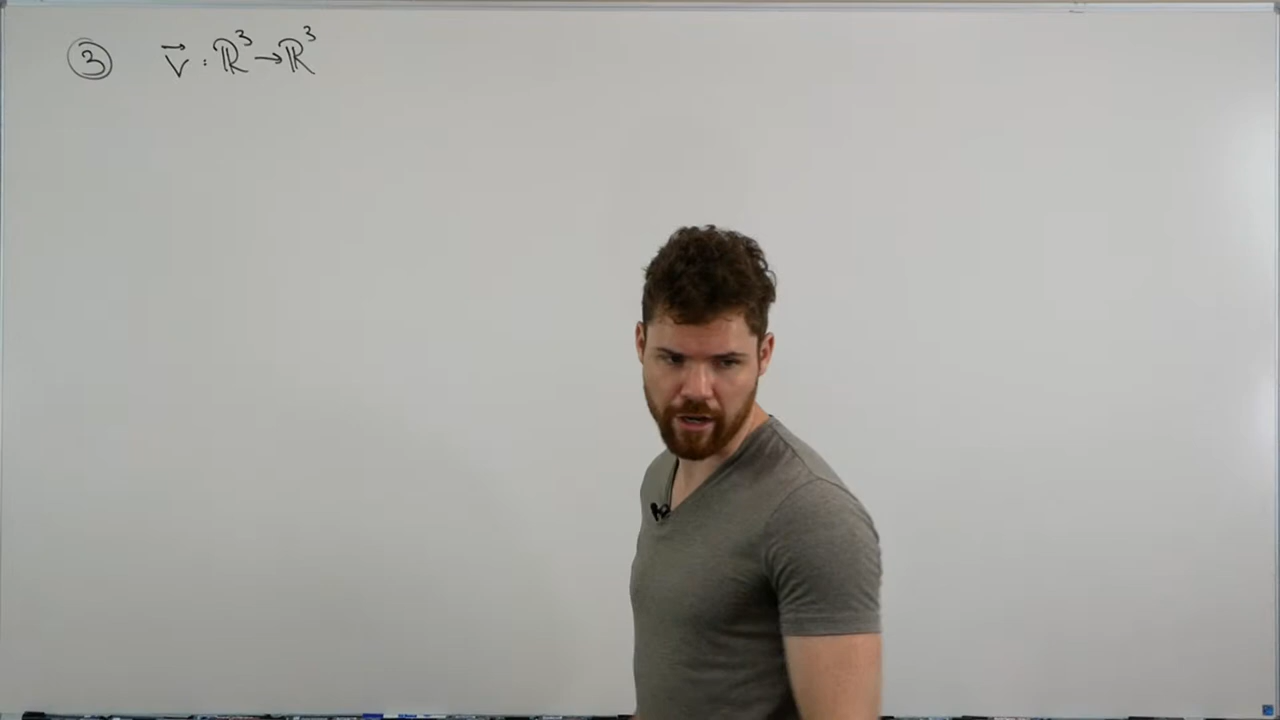 ③ v⃗ : ℝ³ → ℝ³